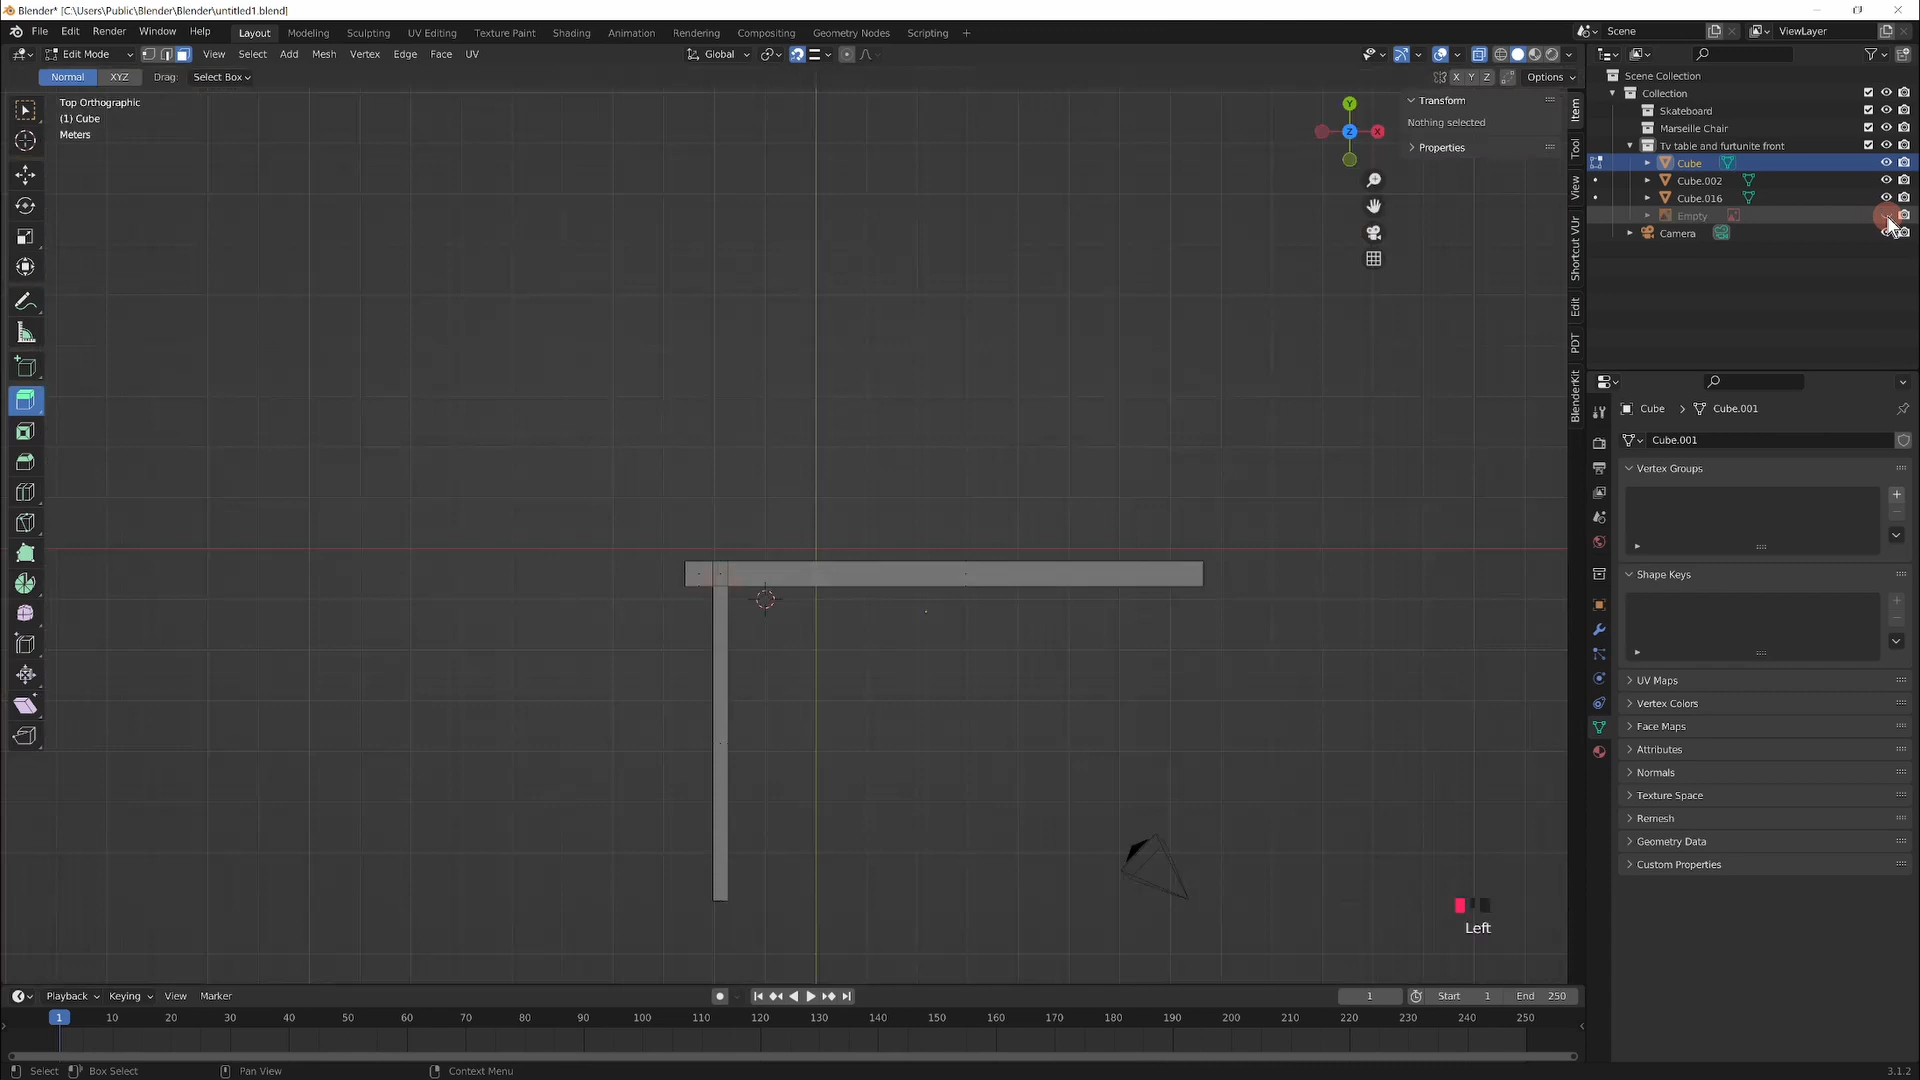 Blender* [C:\Users\Public\Blender\Blender\untitled1.blend]
File Edit Render Window Help Layout Modeling Sculpting UV Editing Texture Paint Shading Animation Rendering Compositing Geometry Nodes Scripting + Scene ViewLayer
Edit Mode View Select Add Mesh Vertex Edge Face UV Global
Normal XYZ Drag: Select Box X Y Z Options
Top Orthographic
(1) Cube
Meters
Y
Z
X
Transform
Nothing selected
Properties
Item
Tool
View
Shortcut VUr
Edit
PDT
BlenderKit
Scene Collection
Collection
Skateboard
Marseille Chair
Tv table and furtunite front
Cube
Cube.002
Cube.016
Empty
Camera
Cube Cube.001
Cube.001
Vertex Groups
Shape Keys
UV Maps
Vertex Colors
Face Maps
Attributes
Normals
Texture Space
Remesh
Geometry Data
Custom Properties
Left
Playback Keying View Marker 1 Start 1 End 250
1 10 20 30 40 50 60 70 80 90 100 110 120 130 140 150 160 170 180 190 200 210 220 230 240 250
Select Box Select Pan View Context Menu 3.1.2